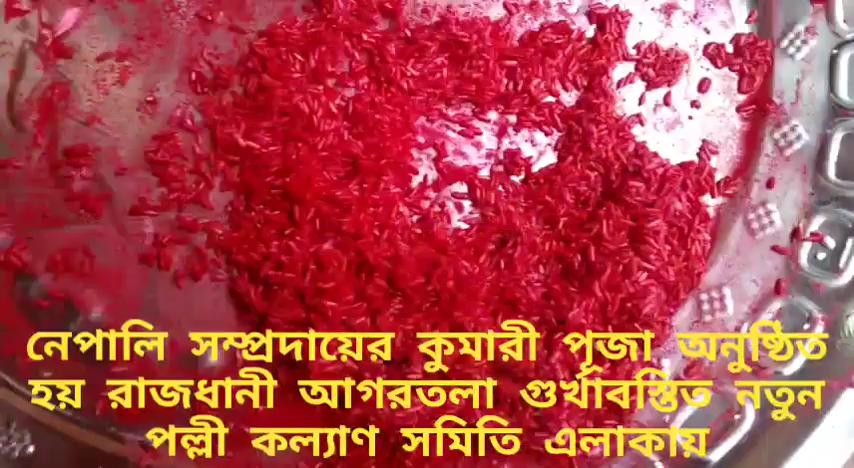 নেপালি সম্প্রদায়ের কুমারী পূজা অনুষ্ঠিত
হয় রাজধানী আগরতলা গুর্খাবস্তিত নতুন
পল্লী কল্যাণ সমিতি এলাকায়